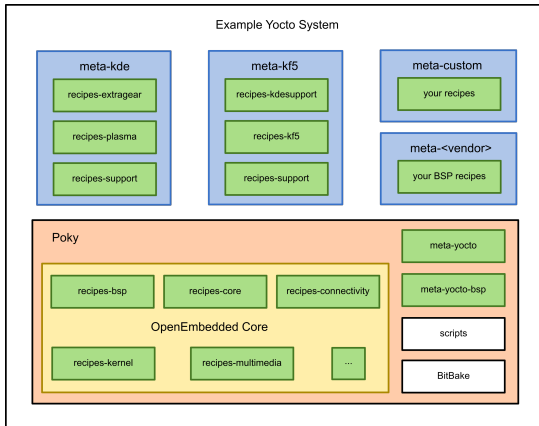 Example Yocto System
meta-kde
recipes-extragear
recipes-plasma
recipes-support
meta-kf5
recipes-kdesupport
recipes-kf5
recipes-support
meta-custom
your recipes
meta-<vendor>
your BSP recipes
Poky
recipes-bsp
recipes-core
recipes-connectivity
OpenEmbedded Core
recipes-kernel
recipes-multimedia
...
meta-yocto
meta-yocto-bsp
scripts
BitBake